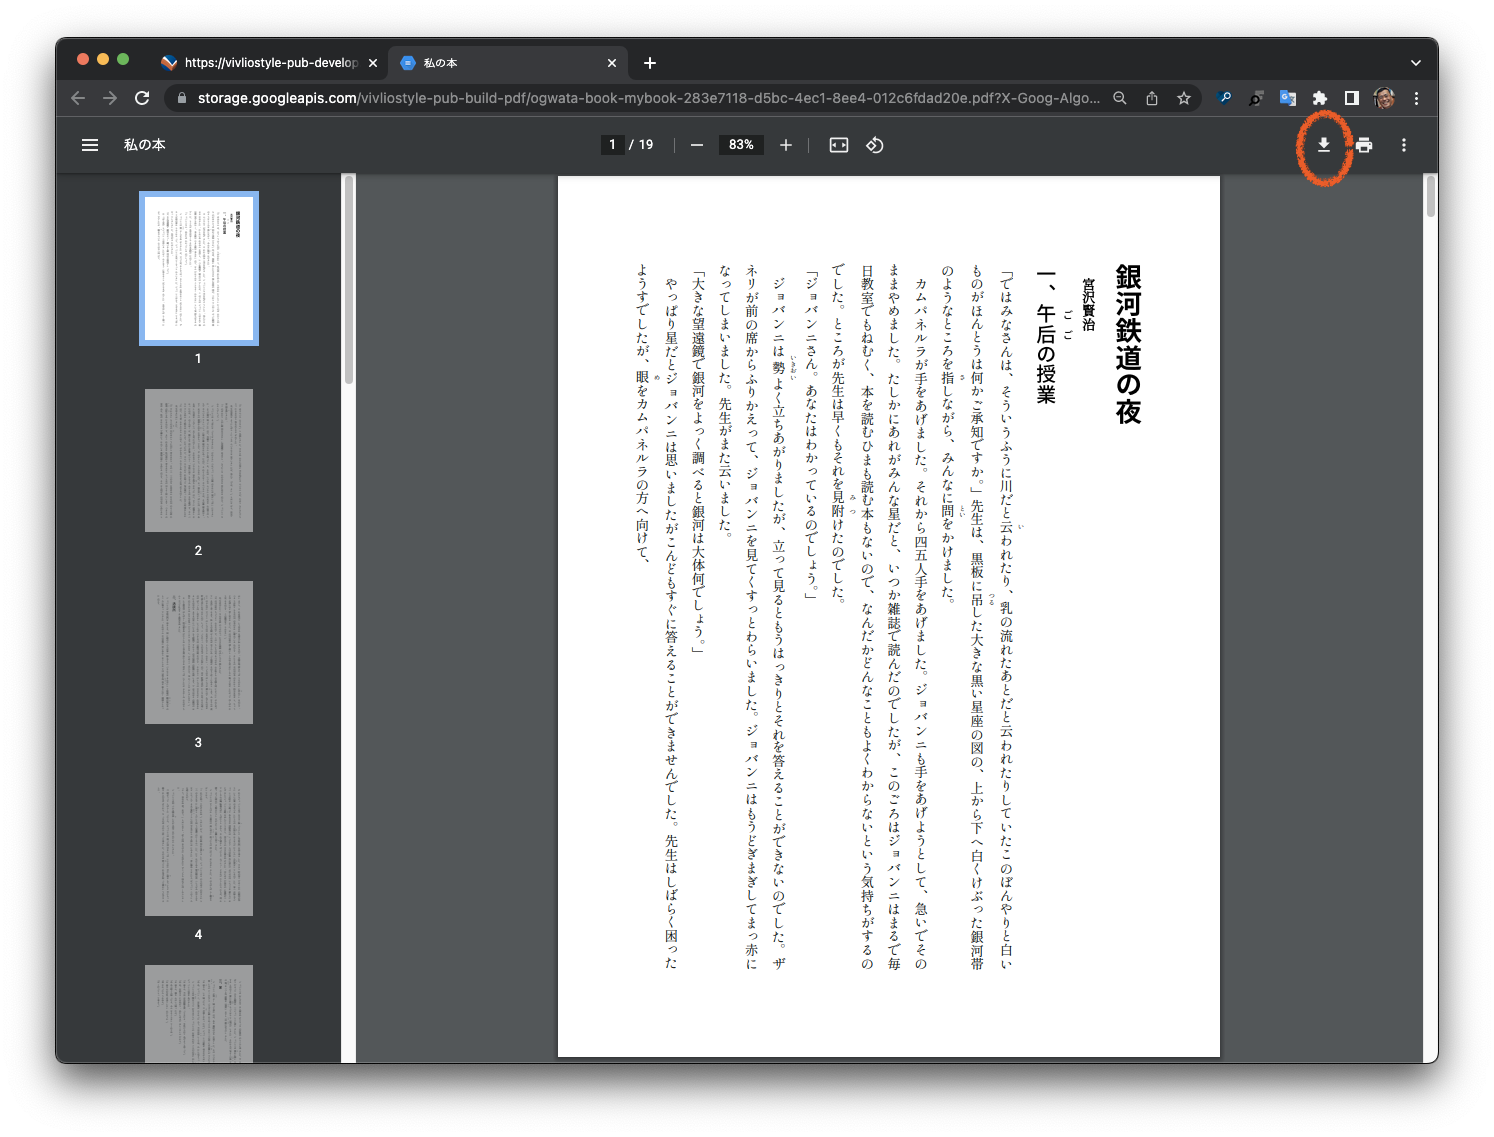 https://vivliostyle-pub-develop
私の本
storage.googleapis.com/vivliostyle-pub-build-pdf/ogwata-book-mybook-283e7118-d5bc-4ec1-8ee4-012c6fdad20e.pdf?X-Goog-Algo...
私の本
1 / 19
83%
1
2
3
4
銀河鉄道の夜
宮沢賢治
ごご
一、午后の授業
い
「ではみなさんは、そういうふうに川だと云われたり、乳の流れたあとだと云われたりしていたこのぼんやりと白い
つる
ものがほんとうは何かご承知ですか。」先生は、黒板に吊した大きな黒い星座の図の、上から下へ白くけぶった銀河帯
さ とい
のようなところを指しながら、みんなに問をかけました。
カムパネルラが手をあげました。それから四五人手をあげました。ジョバンニも手をあげようとして、急いでその
ままやめました。たしかにあれがみんな星だと、いつか雑誌で読んだのでしたが、このごろはジョバンニはまるで毎
日教室でもねむく、本を読むひまも読む本もないので、なんだかどんなこともよくわからないという気持ちがするの
み つ
でした。ところが先生は早くもそれを見附けたのでした。
「ジョバンニさん。あなたはわかっているのでしょう。」
いきおい
ジョバンニは勢よく立ちあがりましたが、立って見るともうはっきりとそれを答えることができないのでした。ザ
ネリが前の席からふりかえって、ジョバンニを見てくすっとわらいました。ジョバンニはもうどぎまぎしてまっ赤に
なってしまいました。先生がまた云いました。
「大きな望遠鏡で銀河をよっく調べると銀河は大体何でしょう。」
やっぱり星だとジョバンニは思いましたがこんどもすぐに答えることができませんでした。先生はしばらく困った
め
ようすでしたが、眼をカムパネルラの方へ向けて、